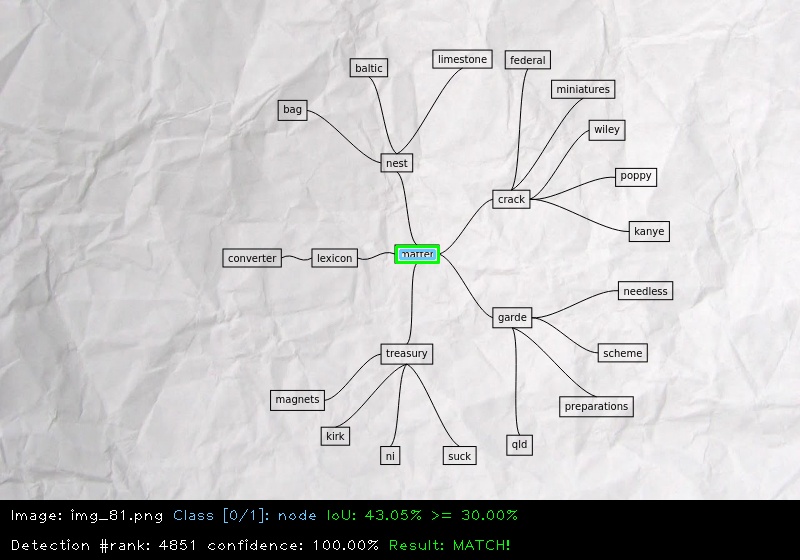 limestone
federal
baltic
miniatures
bag
wiley
nest
poppy
crack
kanye
matter
converter
lexicon
needless
garde
treasury
scheme
magnets
preparations
kirk
qld
ni
suck
Image: img_81.png Class [0/1]: node IoU: 43.05% >= 30.00%
Detection #rank: 4851 confidence: 100.00% Result: MATCH!